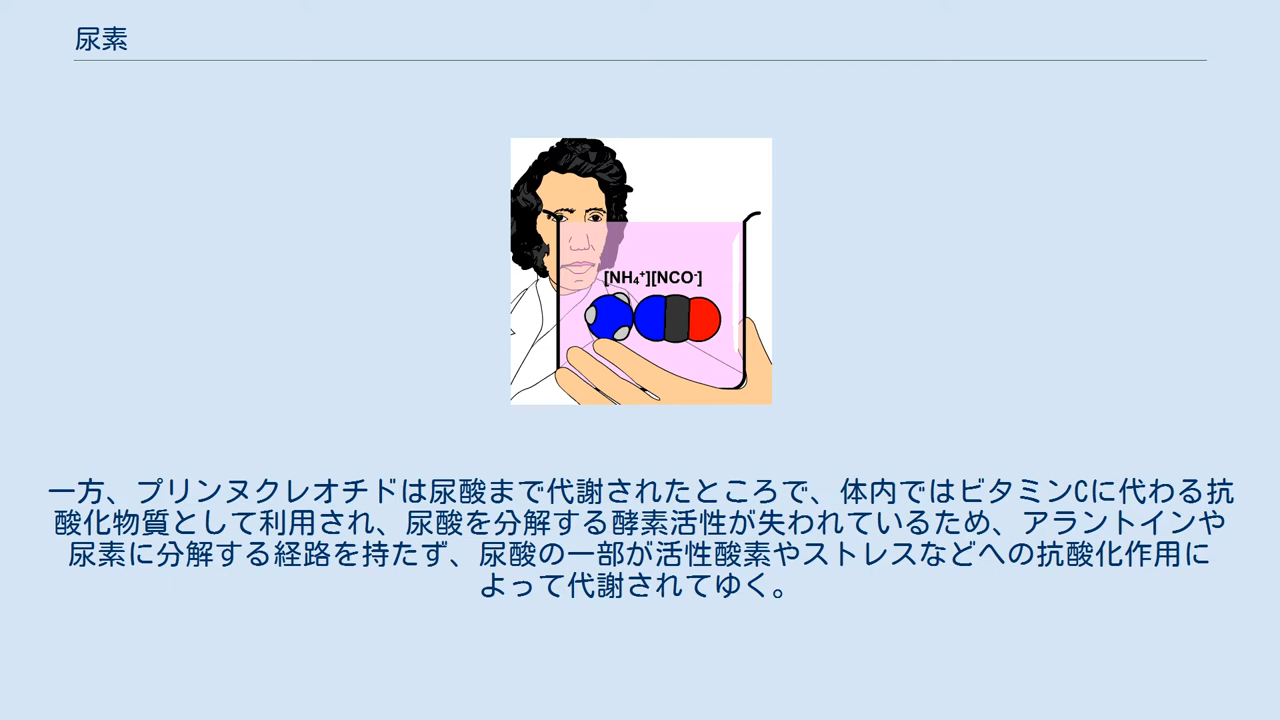 尿素
[NH₄⁺][NCO⁻]
一方、プリンヌクレオチドは尿酸まで代謝されたところで、体内ではビタミンCに代わる抗
酸化物質として利用され、尿酸を分解する酵素活性が失われているため、アラントインや
尿素に分解する経路を持たず、尿酸の一部が活性酸素やストレスなどへの抗酸化作用に
よって代謝されてゆく。